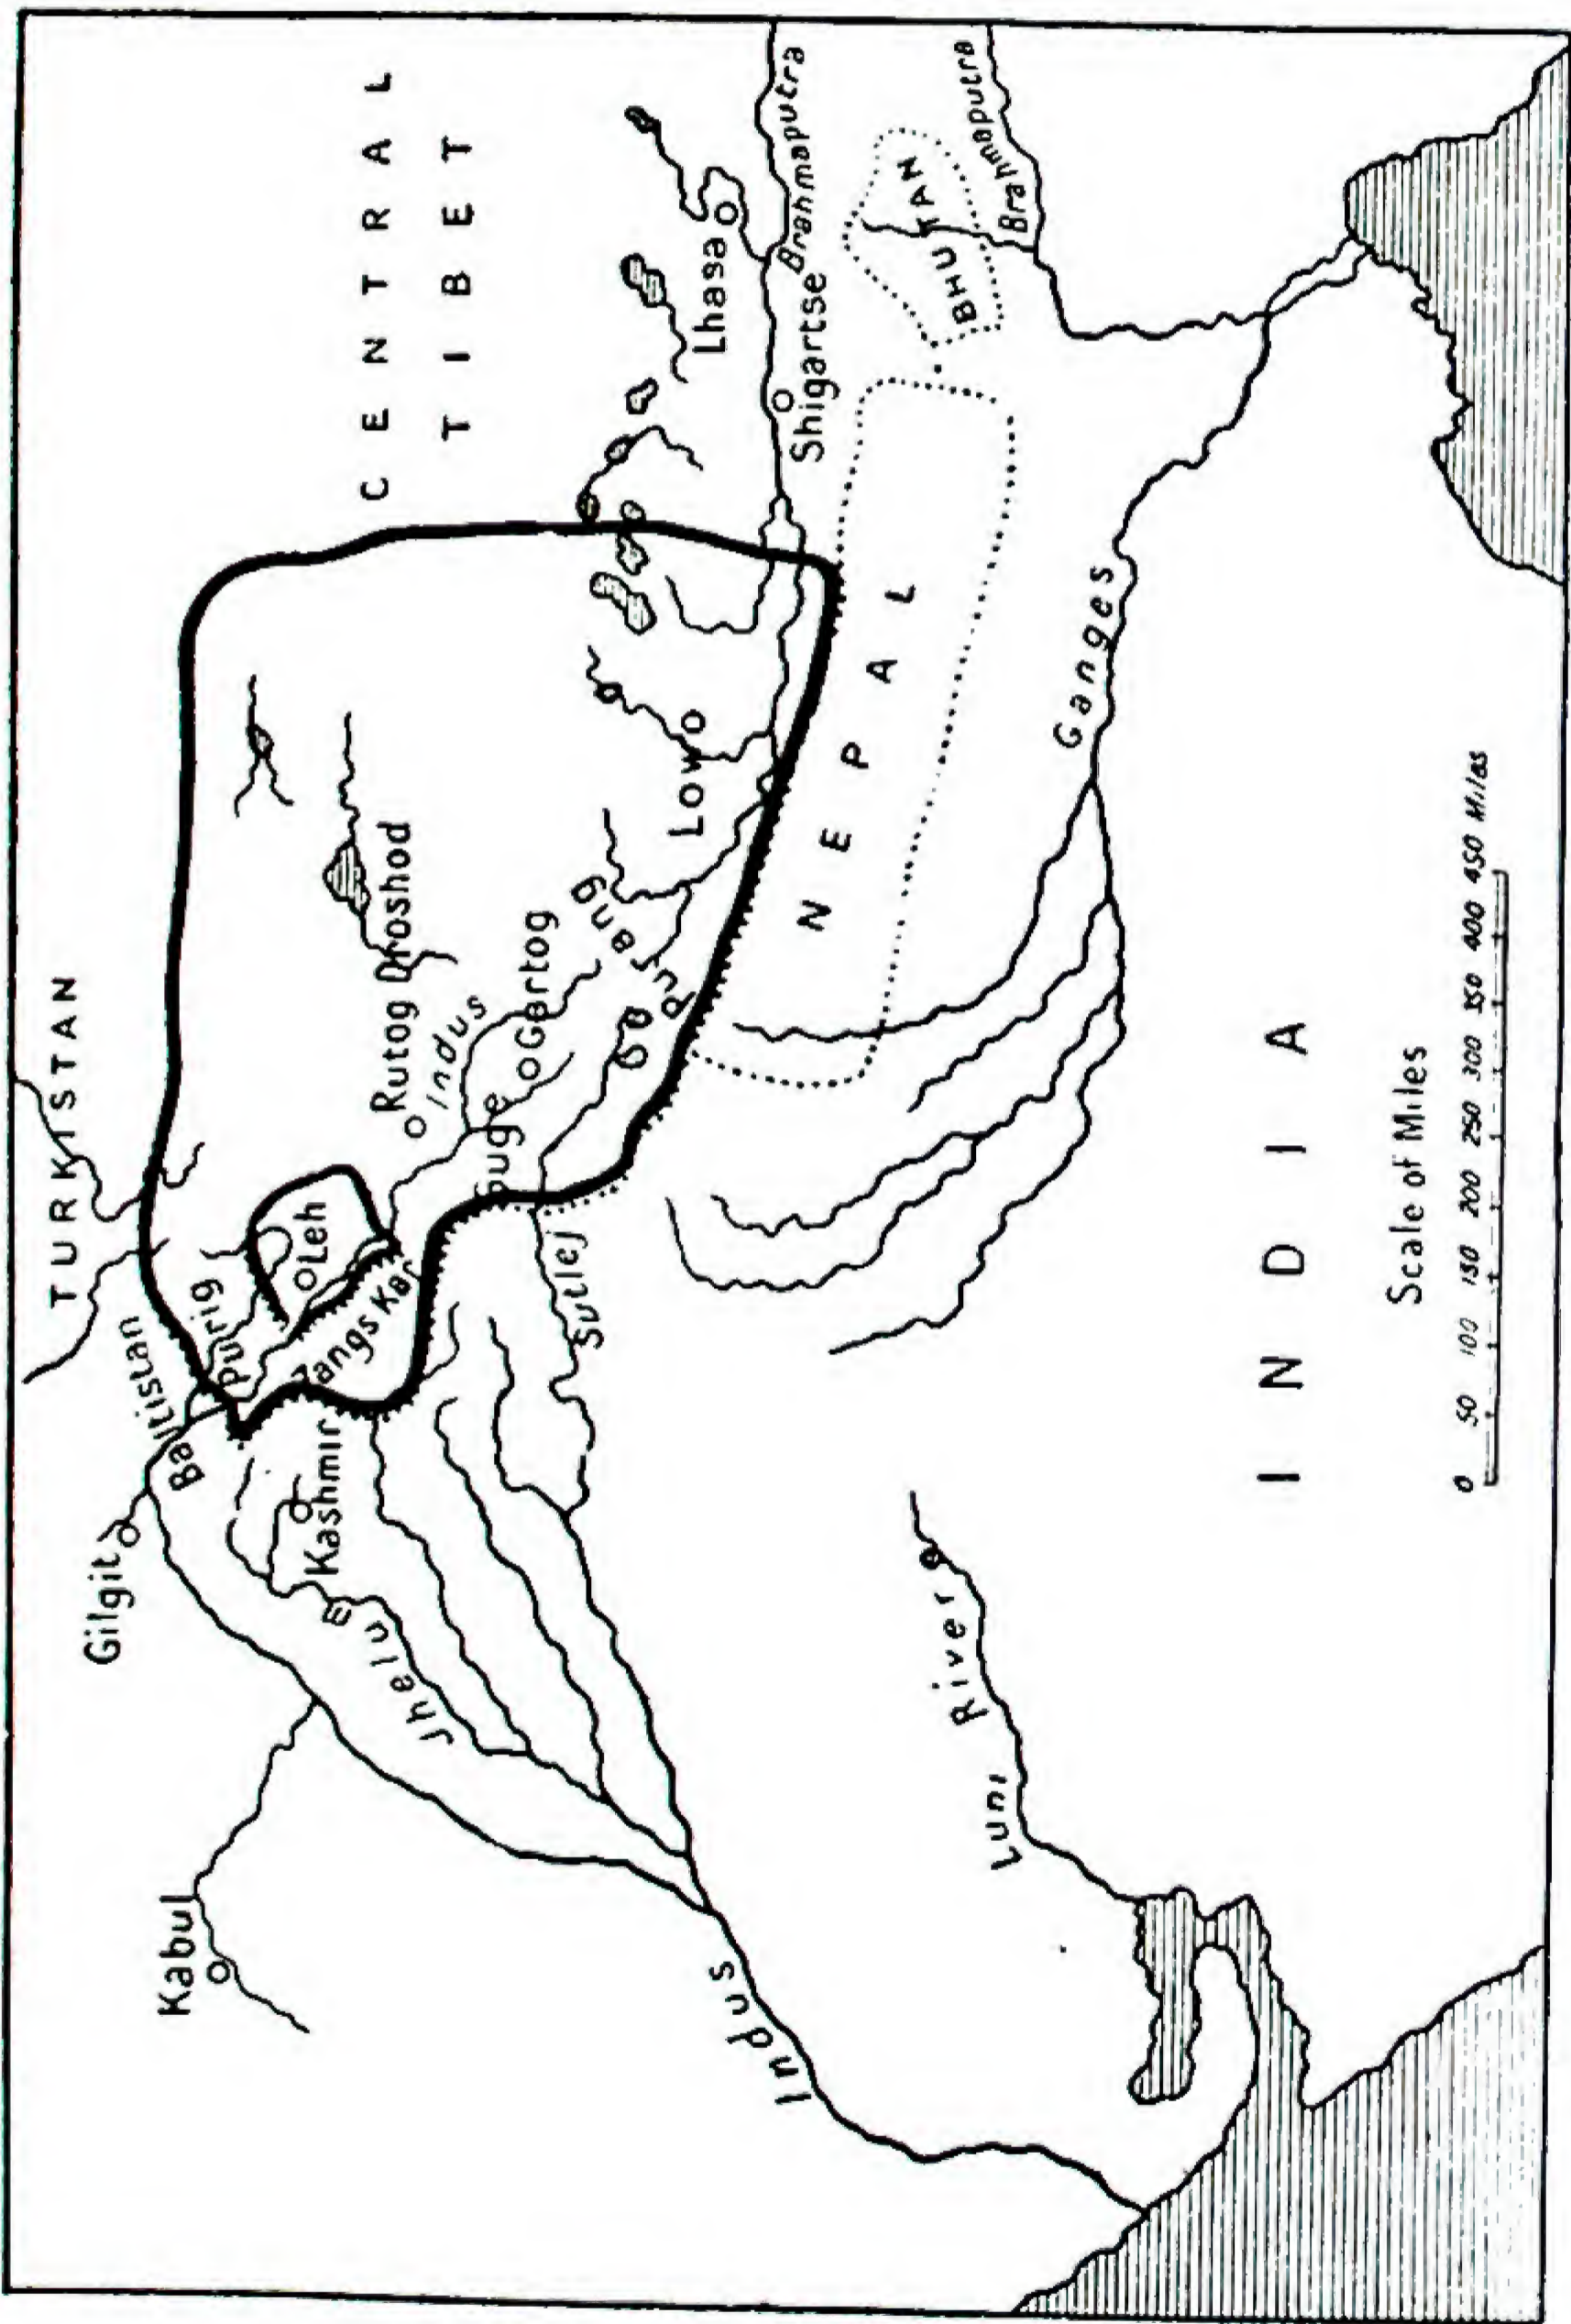 TURKISTAN
CENTRAL
TIBET
Gilgit
Baltistan
Purig
Leh
Zangs Kar
Kashmir
Kabul
Jhelum
Rutog Droshod
Indus
Guge
Gartog
Purang
Lowo
Lhasa
Shigartse
Brahmaputra
Brahmaputra
BHUTAN
NEPAL
Sutlej
Ganges
Indus
Luni River
INDIA
Scale of Miles
0 50 100 150 200 250 300 350 400 450 Miles